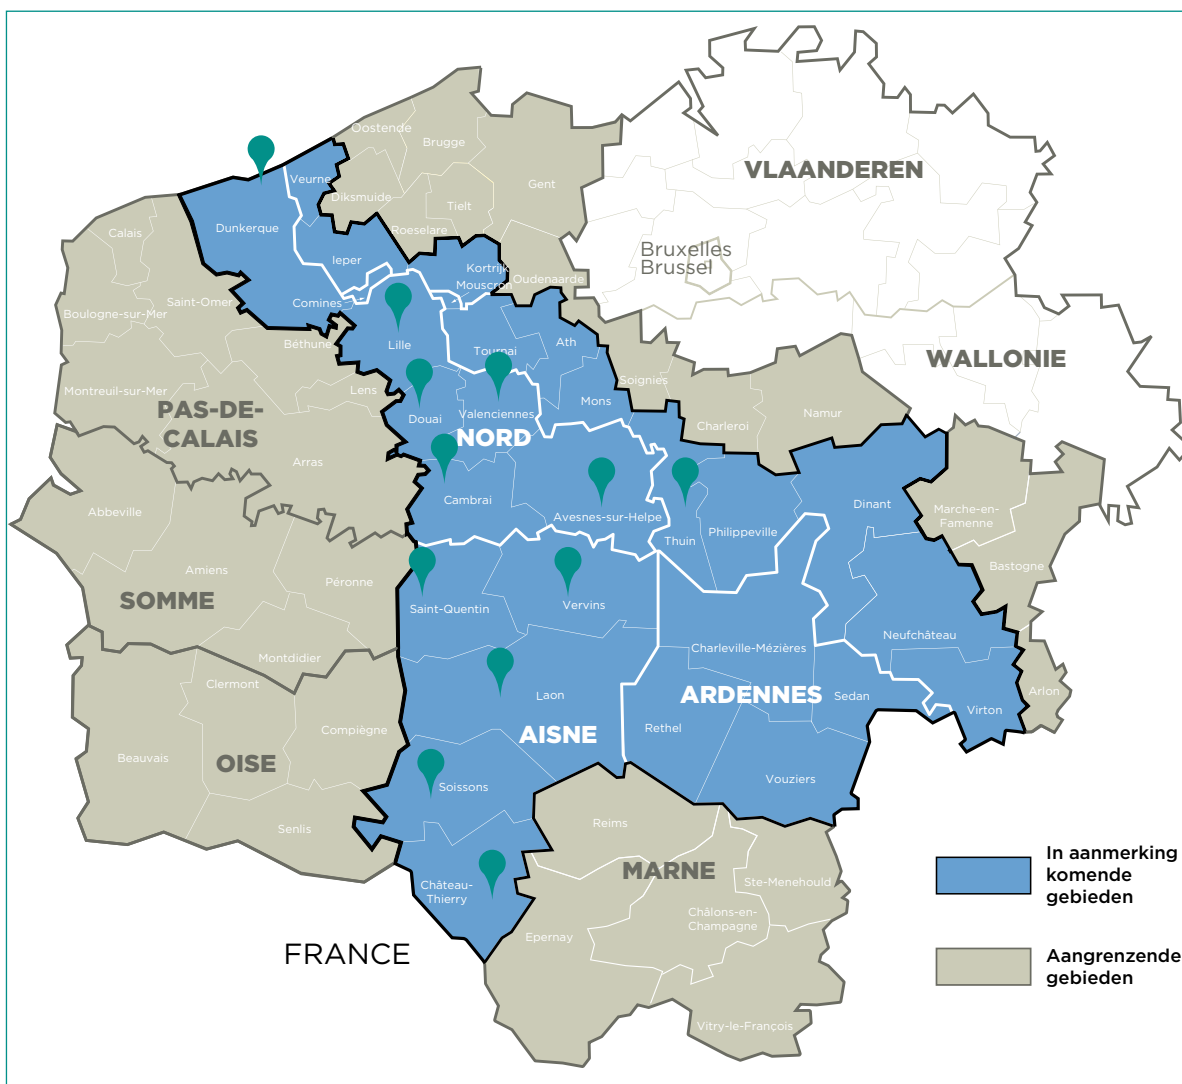 Oostende
Brugge
VLAANDEREN
Veurne
Gent
Diksmuide
Tielt
Dunkerque
Calais
Roeselare
Bruxelles
Brussel
Ieper
Kortrijk
Mouscron
Oudenaarde
Saint-Omer
Comines
Boulogne-sur-Mer
Béthune
Lille
Tournai
Ath
WALLONIE
Soignies
Montreuil-sur-Mer
Lens
Mons
Namur
PAS-DE-
CALAIS
Douai
Valenciennes
Charleroi
NORD
Arras
Cambrai
Dinant
Abbeville
Avesnes-sur-Helpe
Philippeville
Marche-en-
Famenne
Thuin
Amiens
Péronne
Bastogne
SOMME
Saint-Quentin
Vervins
Neufchâteau
Montdidier
Charleville-Mézières
Clermont
Laon
ARDENNES
Sedan
Arlon
Virton
Compiègne
AISNE
Rethel
Beauvais
OISE
Soissons
Vouziers
Senlis
Reims
MARNE
Château-
Thierry
Ste-Menehould
Châlons-en-
Champagne
Epernay
FRANCE
Vitry-le-François
In aanmerking
komende
gebieden
Aangrenzende
gebieden